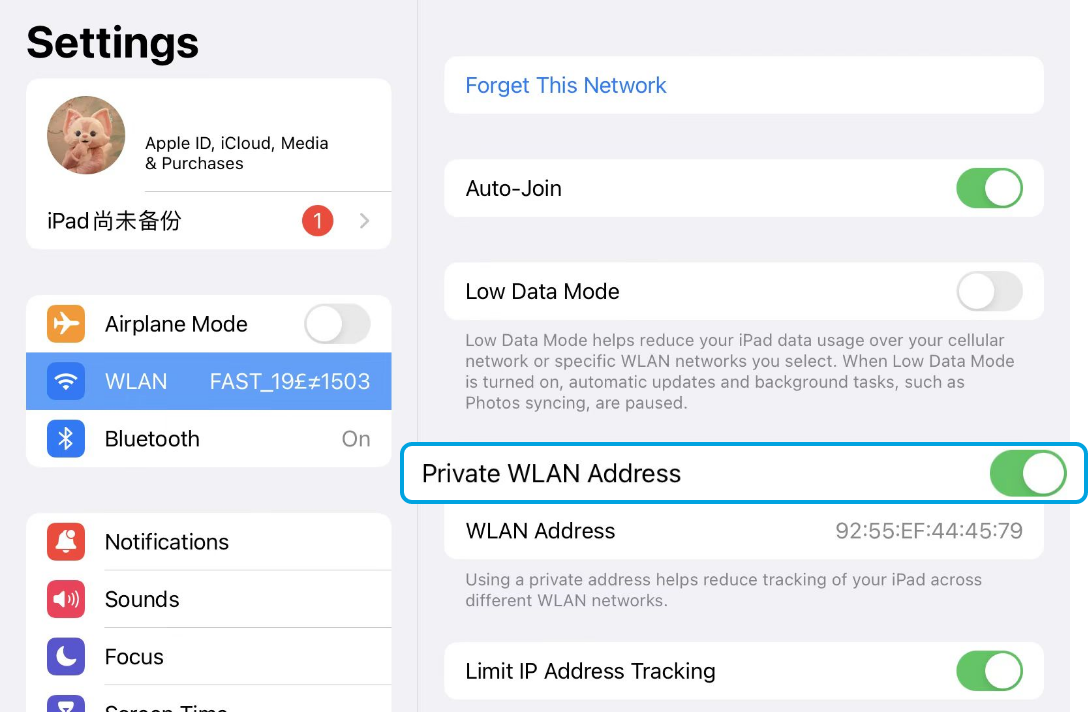 Settings
Apple ID, iCloud, Media
& Purchases
iPad尚未备份
1
Airplane Mode
WLAN FAST_19£≠1503
Bluetooth On
Notifications
Sounds
Focus
Screen Time
Forget This Network
Auto-Join
Low Data Mode
Low Data Mode helps reduce your iPad data usage over your cellular
network or specific WLAN networks you select. When Low Data Mode
is turned on, automatic updates and background tasks, such as
Photos syncing, are paused.
Private WLAN Address
WLAN Address 92:55:EF:44:45:79
Using a private address helps reduce tracking of your iPad across
different WLAN networks.
Limit IP Address Tracking